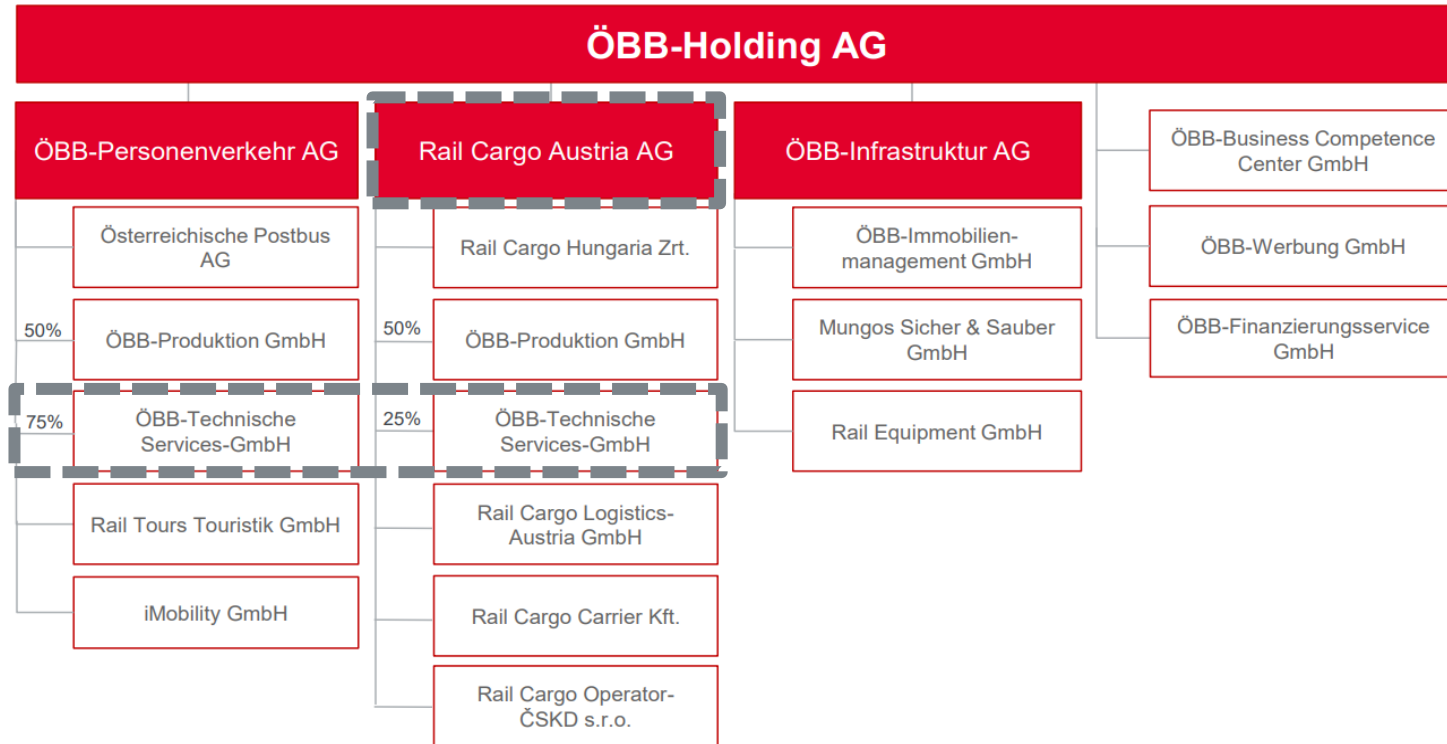 ÖBB-Holding AG
ÖBB-Personenverkehr AG
Österreichische Postbus
AG
50%
ÖBB-Produktion GmbH
75%
ÖBB-Technische
Services-GmbH
Rail Tours Touristik GmbH
iMobility GmbH
Rail Cargo Austria AG
Rail Cargo Hungaria Zrt.
50%
ÖBB-Produktion GmbH
25%
ÖBB-Technische
Services-GmbH
Rail Cargo Logistics-
Austria GmbH
Rail Cargo Carrier Kft.
Rail Cargo Operator-
ČSKD s.r.o.
ÖBB-Infrastruktur AG
ÖBB-Immobilien-
management GmbH
Mungos Sicher & Sauber
GmbH
Rail Equipment GmbH
ÖBB-Business Competence
Center GmbH
ÖBB-Werbung GmbH
ÖBB-Finanzierungsservice
GmbH